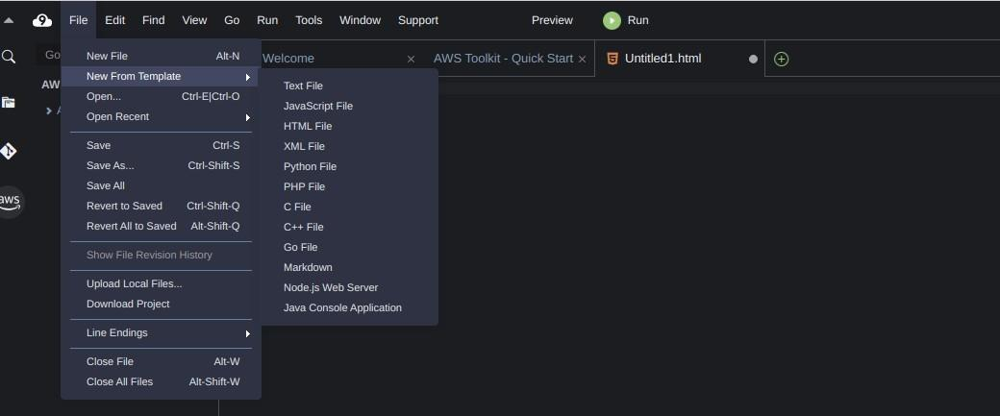 9 File Edit Find View Go Run Tools Window Support Preview Run
Go
Welcome AWS Toolkit - Quick Start Untitled1.html
AW
aws
New File Alt-N
New From Template
Open... Ctrl-E|Ctrl-O
Open Recent
Save Ctrl-S
Save As... Ctrl-Shift-S
Save All
Revert to Saved Ctrl-Shift-Q
Revert All to Saved Alt-Shift-Q
Show File Revision History
Upload Local Files...
Download Project
Line Endings
Close File Alt-W
Close All Files Alt-Shift-W
Text File
JavaScript File
HTML File
XML File
Python File
PHP File
C File
C++ File
Go File
Markdown
Node.js Web Server
Java Console Application